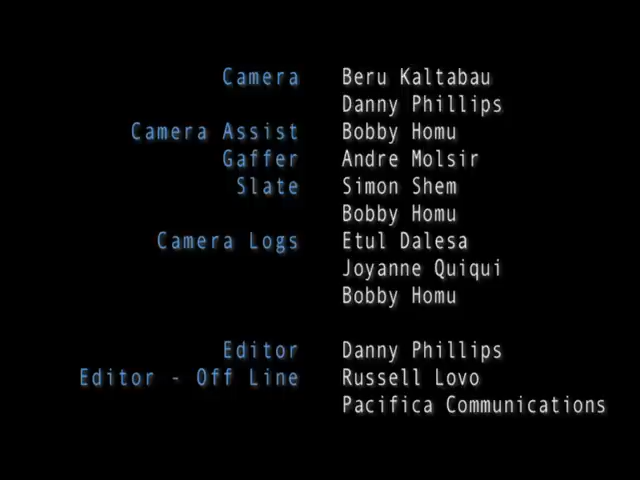 Camera Beru Kaltabau
Danny Phillips
Camera Assist Bobby Homu
Gaffer Andre Molsir
Slate Simon Shem
Bobby Homu
Camera Logs Etul Dalesa
Joyanne Quiqui
Bobby Homu
Editor Danny Phillips
Editor - Off Line Russell Lovo
Pacifica Communications